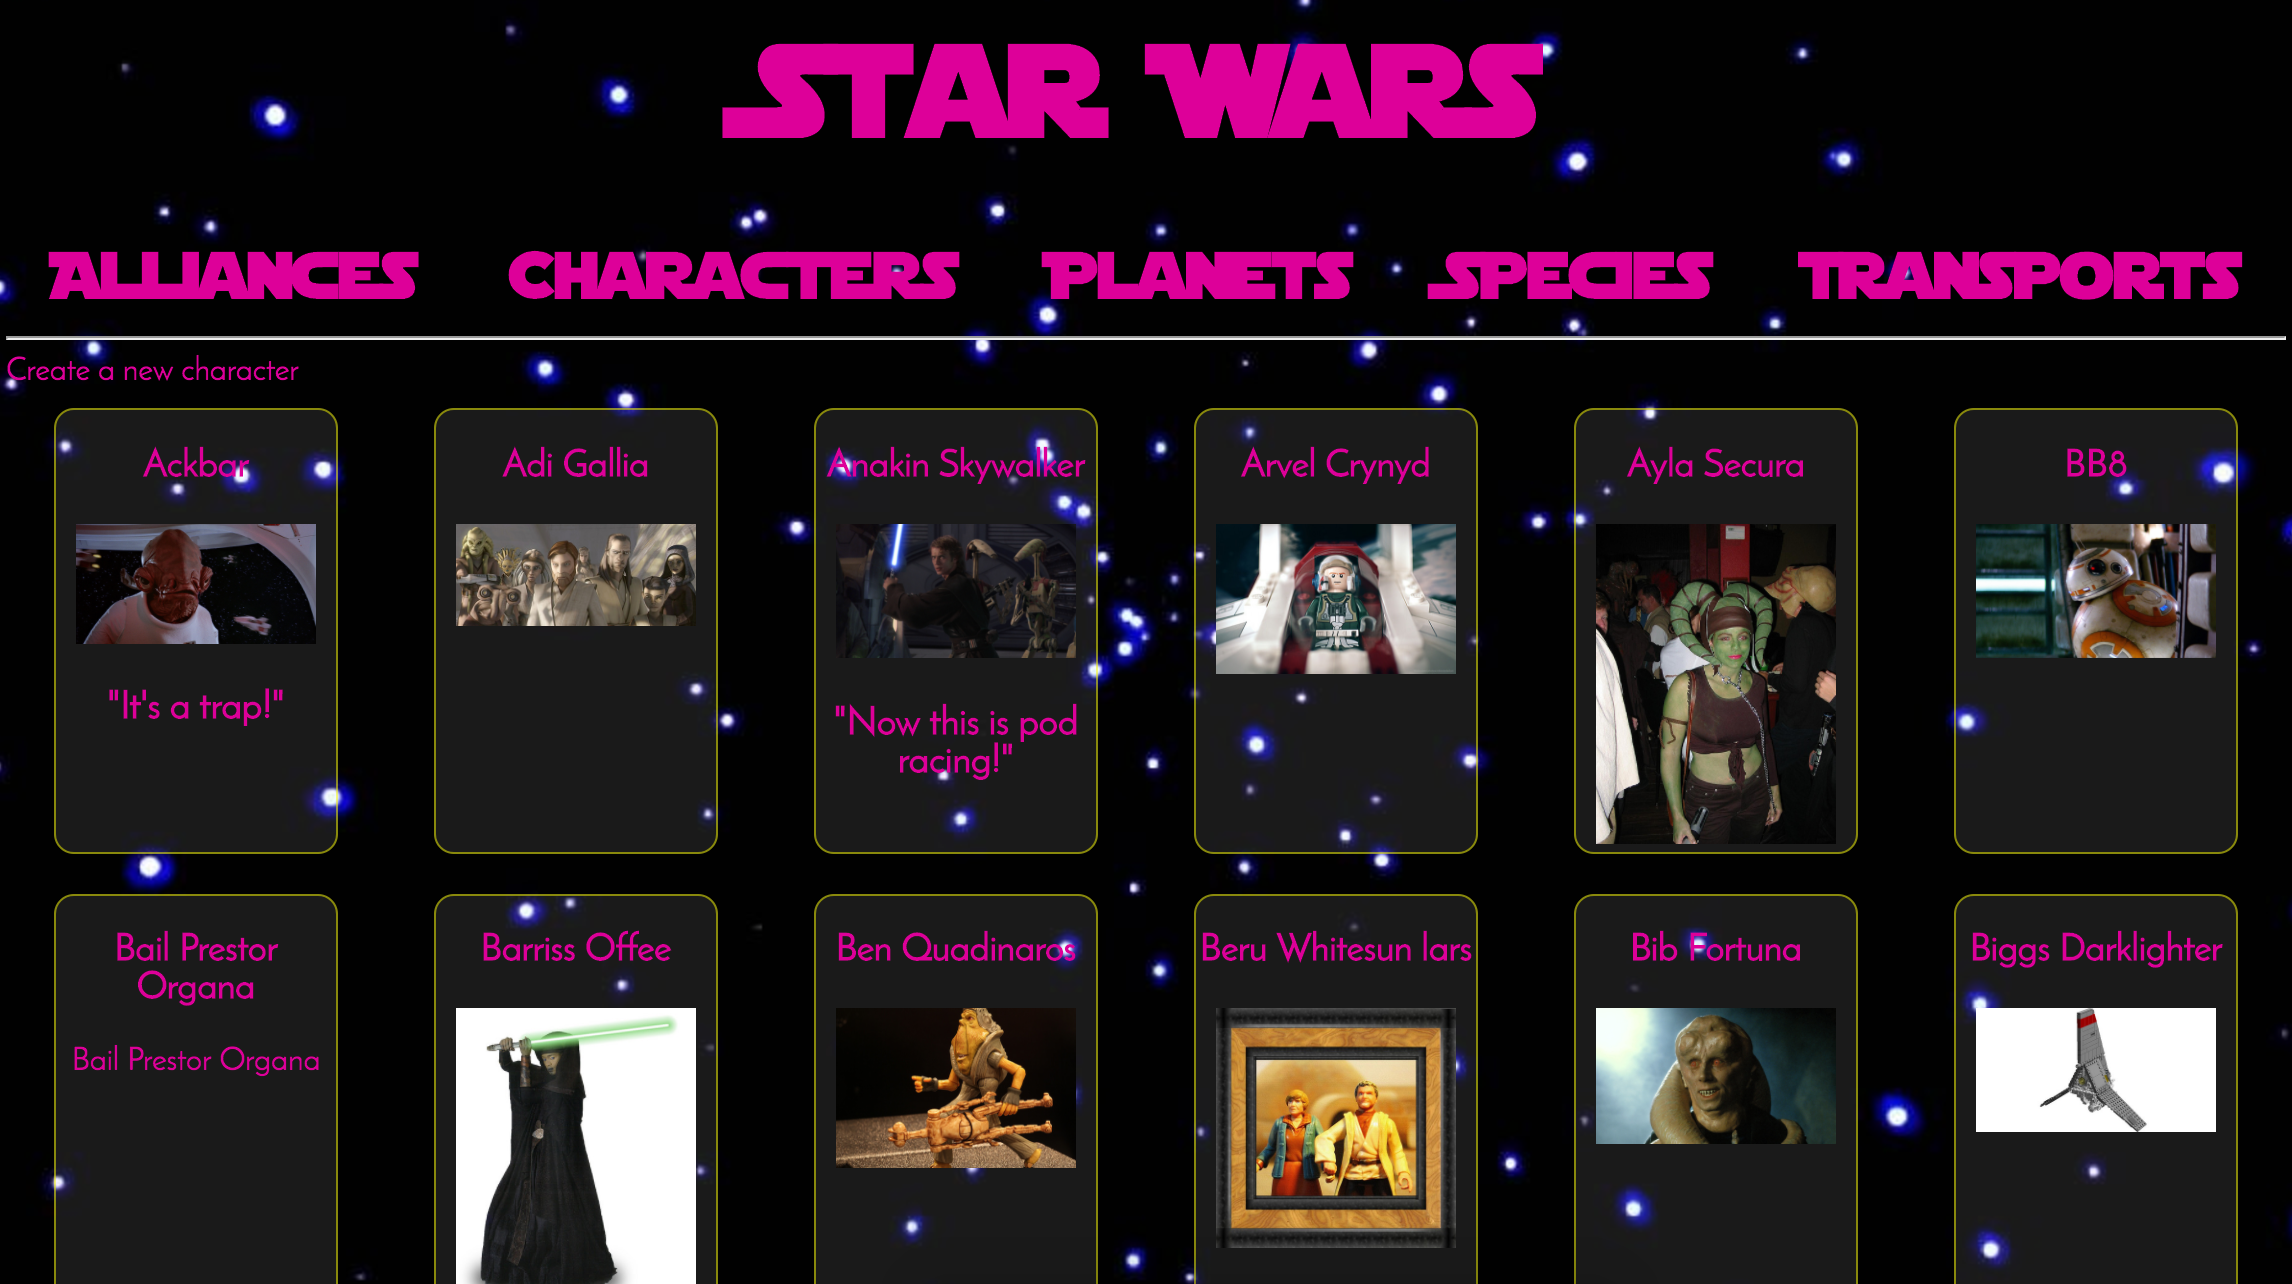 STAR WARS
ALLIANCES CHARACTERS PLANETS SPECIES TRANSPORTS
Create a new character
Ackbar
Adi Gallia
Anakin Skywalker
Arvel Crynyd
Ayla Secura
BB8
"It's a trap!"
"Now this is pod
racing!"
Bail Prestor
Organa
Bail Prestor Organa
Barriss Offee
Ben Quadinaros
Beru Whitesun lars
Bib Fortuna
Biggs Darklighter